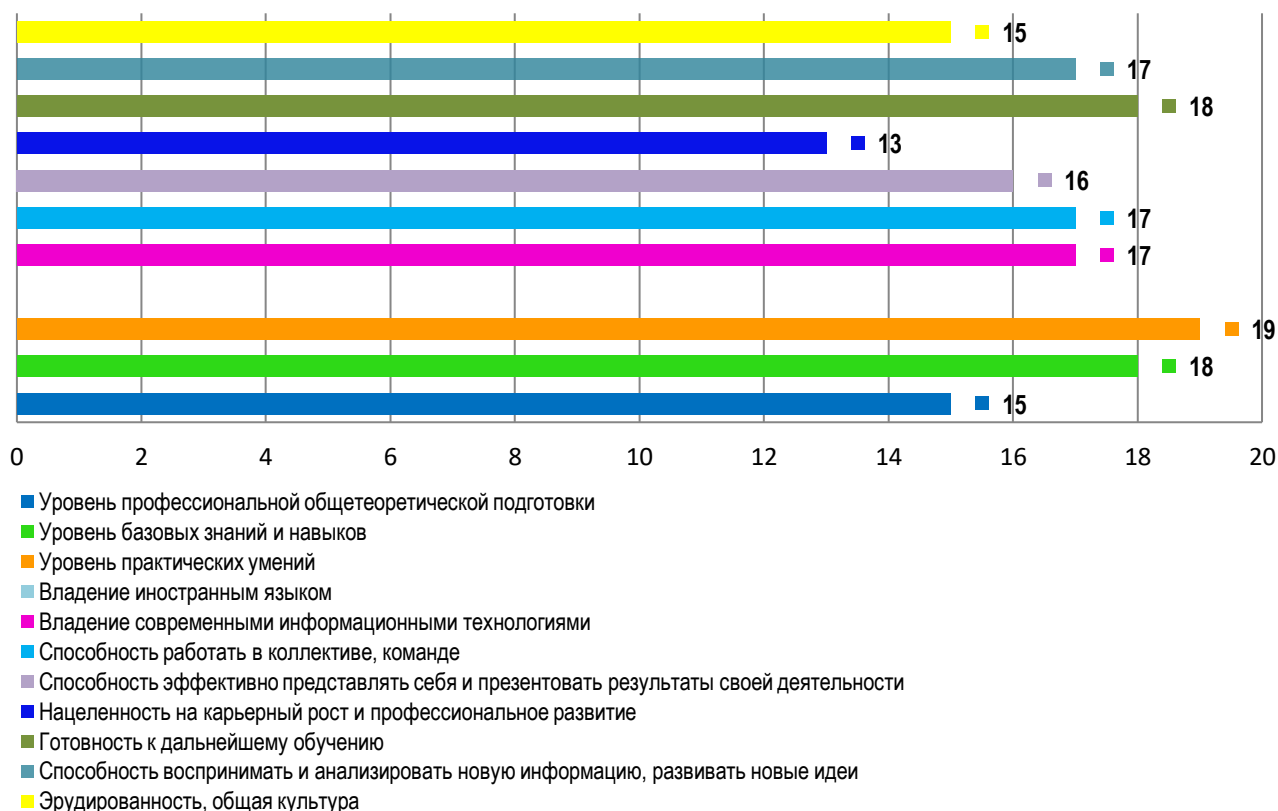 15
17
18
13
16
17
17
19
18
15
0 2 4 6 8 10 12 14 16 18 20
Уровень профессиональной общетеоретической подготовки
Уровень базовых знаний и навыков
Уровень практических умений
Владение иностранным языком
Владение современными информационными технологиями
Способность работать в коллективе, команде
Способность эффективно представлять себя и презентовать результаты своей деятельности
Нацеленность на карьерный рост и профессиональное развитие
Готовность к дальнейшему обучению
Способность воспринимать и анализировать новую информацию, развивать новые идеи
Эрудированность, общая культура